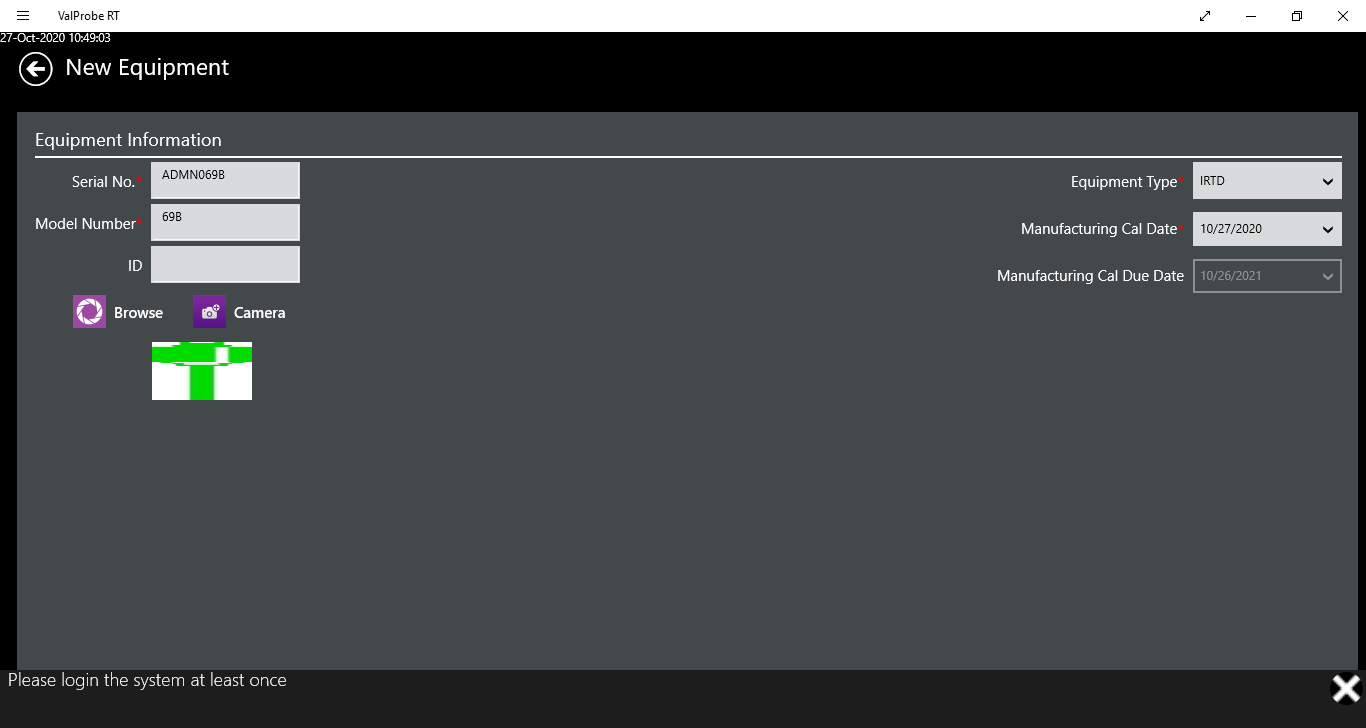 ValProbe RT
27-Oct-2020 10:49:03
New Equipment
Equipment Information
Serial No.* ADMN069B
Equipment Type* IRTD
Model Number* 69B
Manufacturing Cal Date* 10/27/2020
ID
Manufacturing Cal Due Date 10/26/2021
Browse Camera
Please login the system at least once